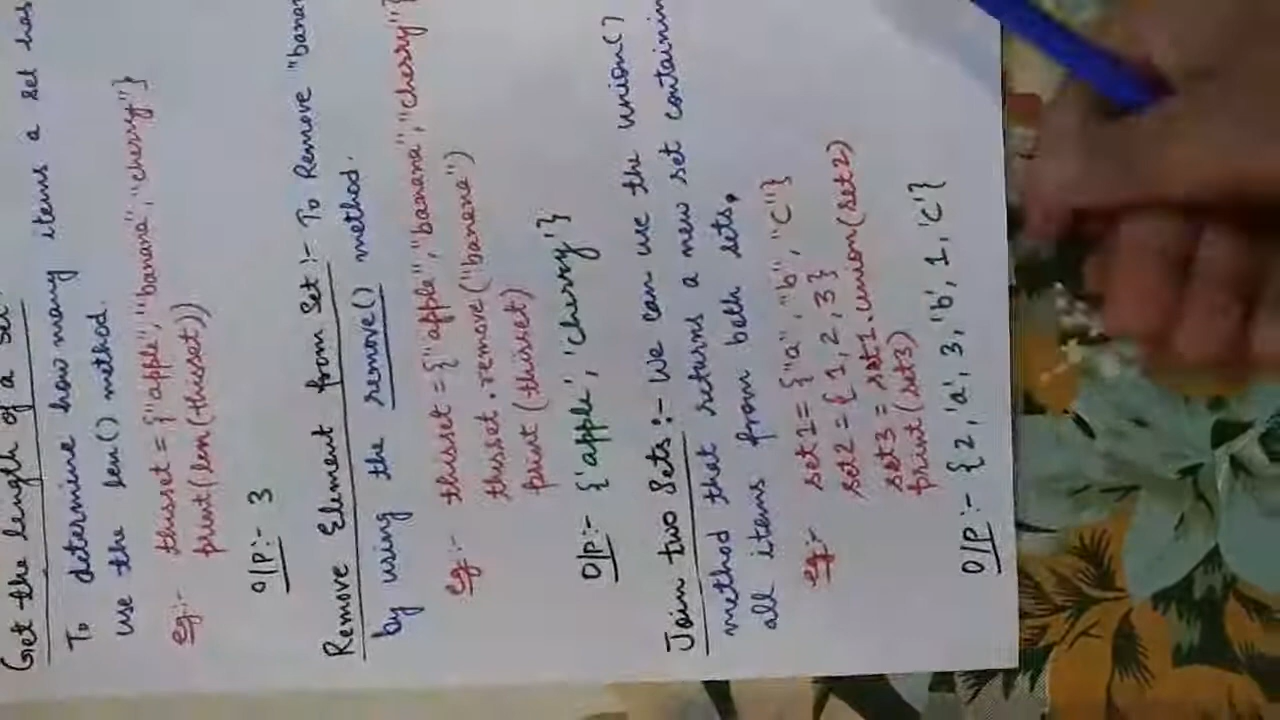 Get the length of a set.
To determine how many items a set has
use the len() method.
eg:- thisset = {"apple", "banana", "cherry"}
print(len(thisset))
O/P:- 3
Remove Element from Set :- To Remove
by using the remove() method.
eg:- thisset = {"apple", "banana", "cherry"}
thisset.remove("banana")
print(thisset)
O/P:- {'apple', 'cherry'}
Join two Sets :- We can use the union()
method that returns a new set containin
all items from both sets.
eg:- set1 = {"a", "b", "c"}
set2 = {1, 2, 3}
set3 = set1.union(set2)
print(set3)
O/P:- {2, 'a', 3, 'b', 1, 'c'}